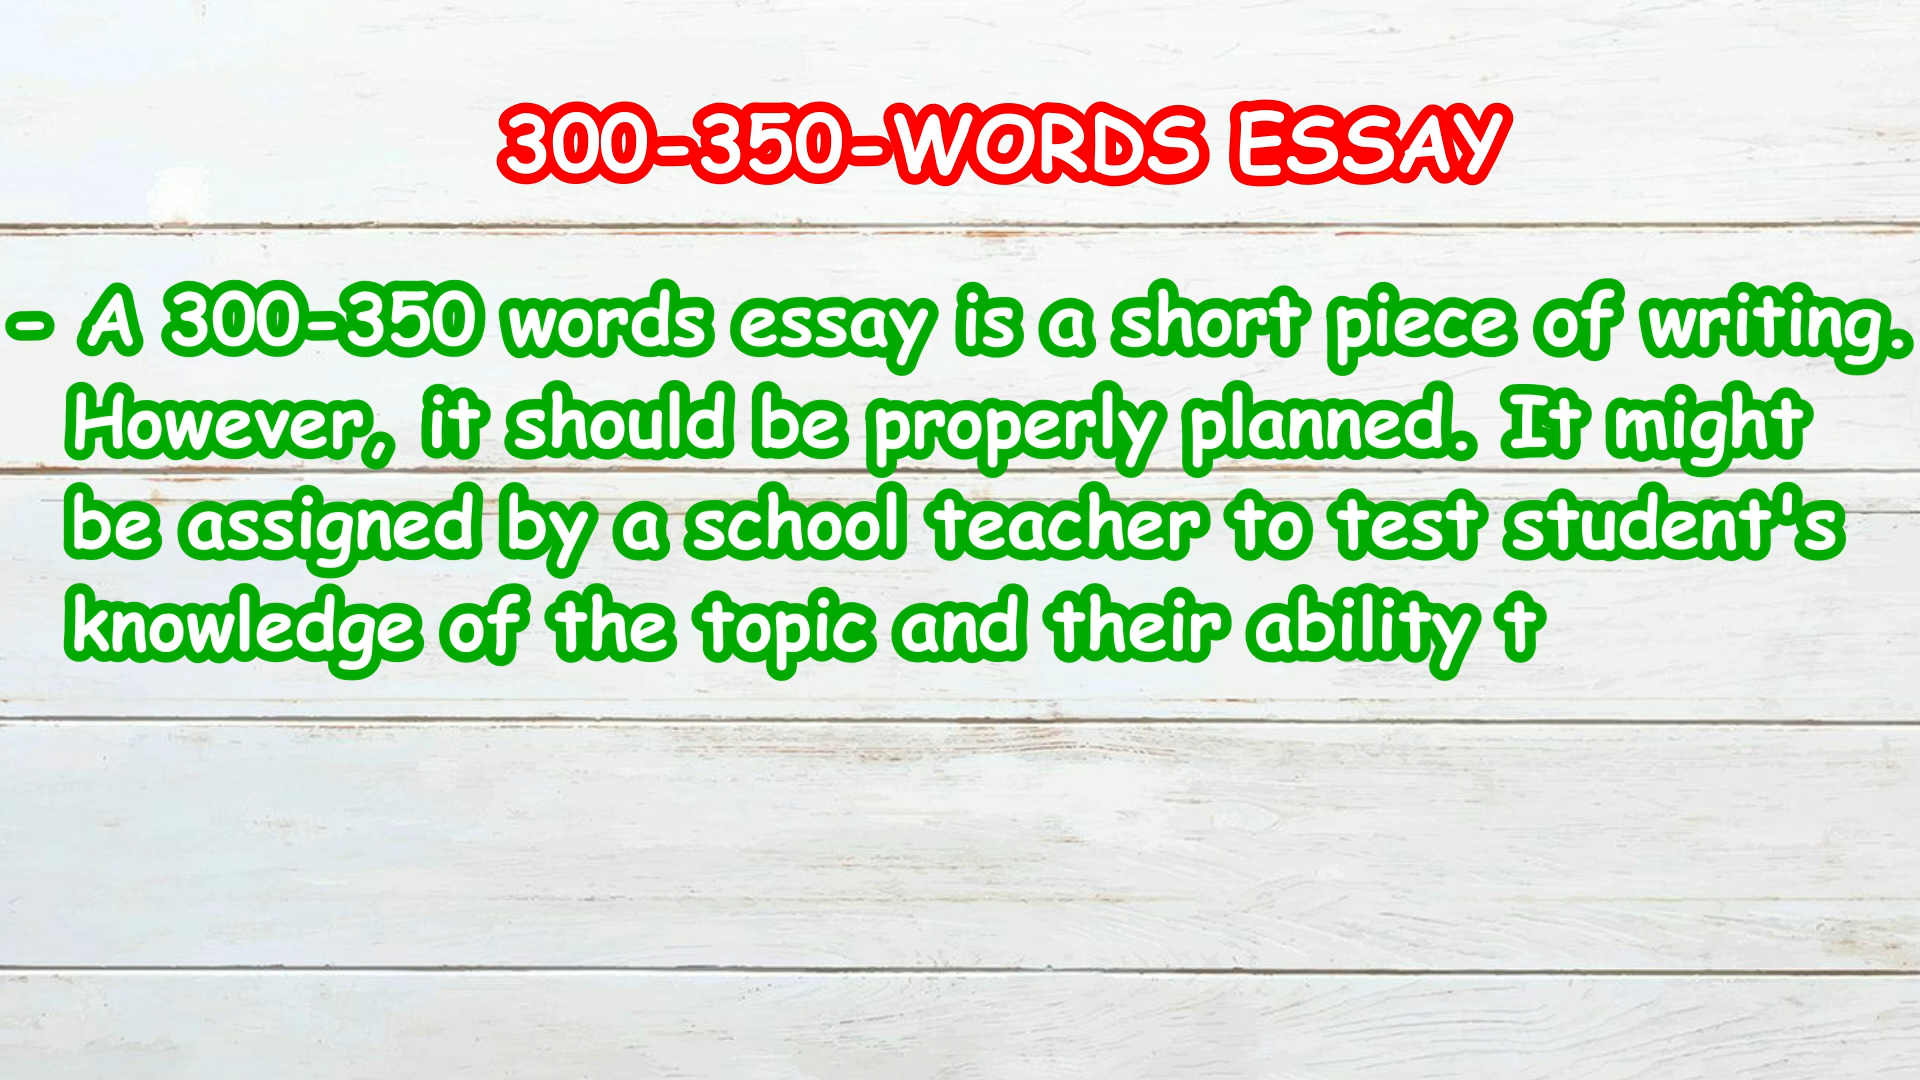 300-350-WORDS ESSAY
- A 300-350 words essay is a short piece of writing.
However, it should be properly planned. It might
be assigned by a school teacher to test student's
knowledge of the topic and their ability t